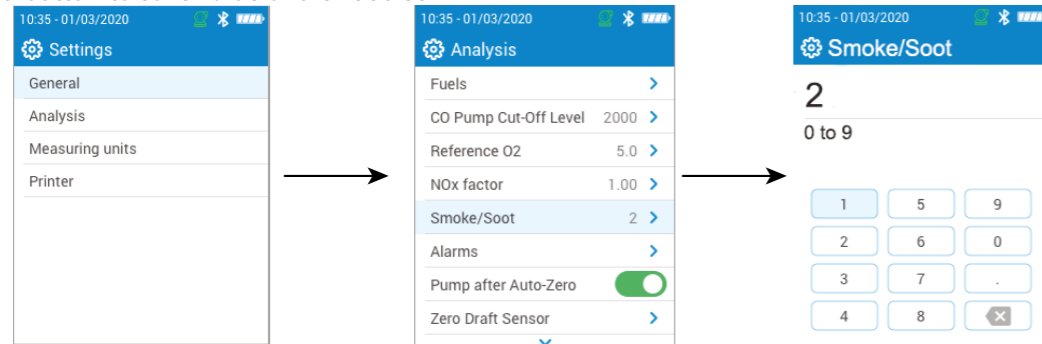 10:35 - 01/03/2020
Settings
General
Analysis
Measuring units
Printer
10:35 - 01/03/2020
Analysis
Fuels
CO Pump Cut-Off Level 2000
Reference O2 5.0
NOx factor 1.00
Smoke/Soot 2
Alarms
Pump after Auto-Zero
Zero Draft Sensor
10:35 - 01/03/2020
Smoke/Soot
2
0 to 9
1 5 9
2 6 0
3 7 .
4 8